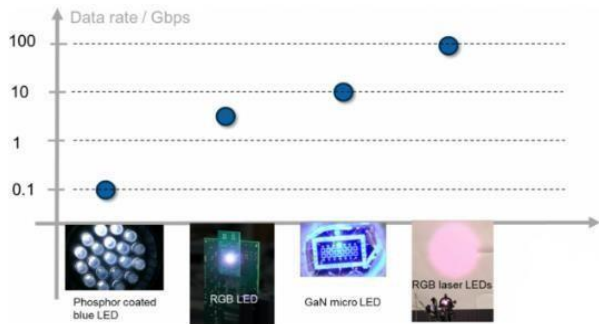 Data rate / Gbps
100
10
1
0.1
Phosphor coated
blue LED
RGB LED
GaN micro LED
RGB laser LEDs